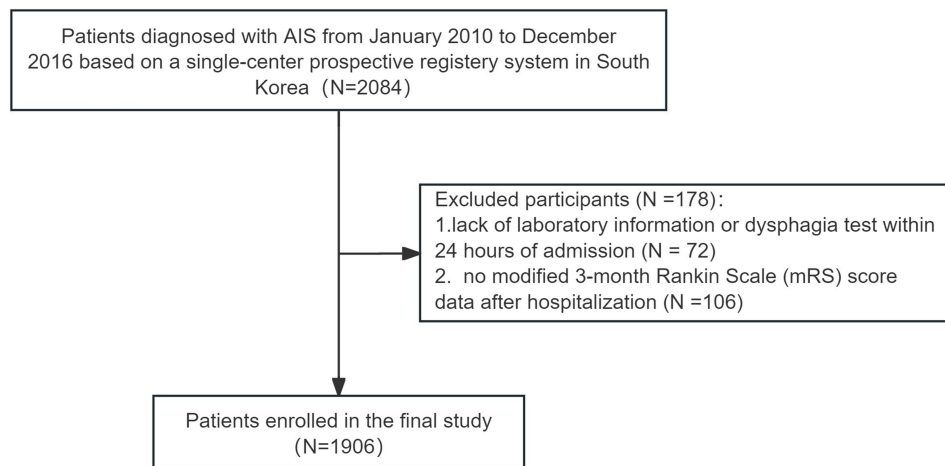 Patients diagnosed with AIS from January 2010 to December
2016 based on a single-center prospective registery system in South
Korea（N=2084）
Excluded participants (N =178)：
1.lack of laboratory information or dysphagia test within
24 hours of admission (N = 72)
2.  no modified 3-month Rankin Scale (mRS) score
data after hospitalization (N =106)
Patients enrolled in the final study
（N=1906）